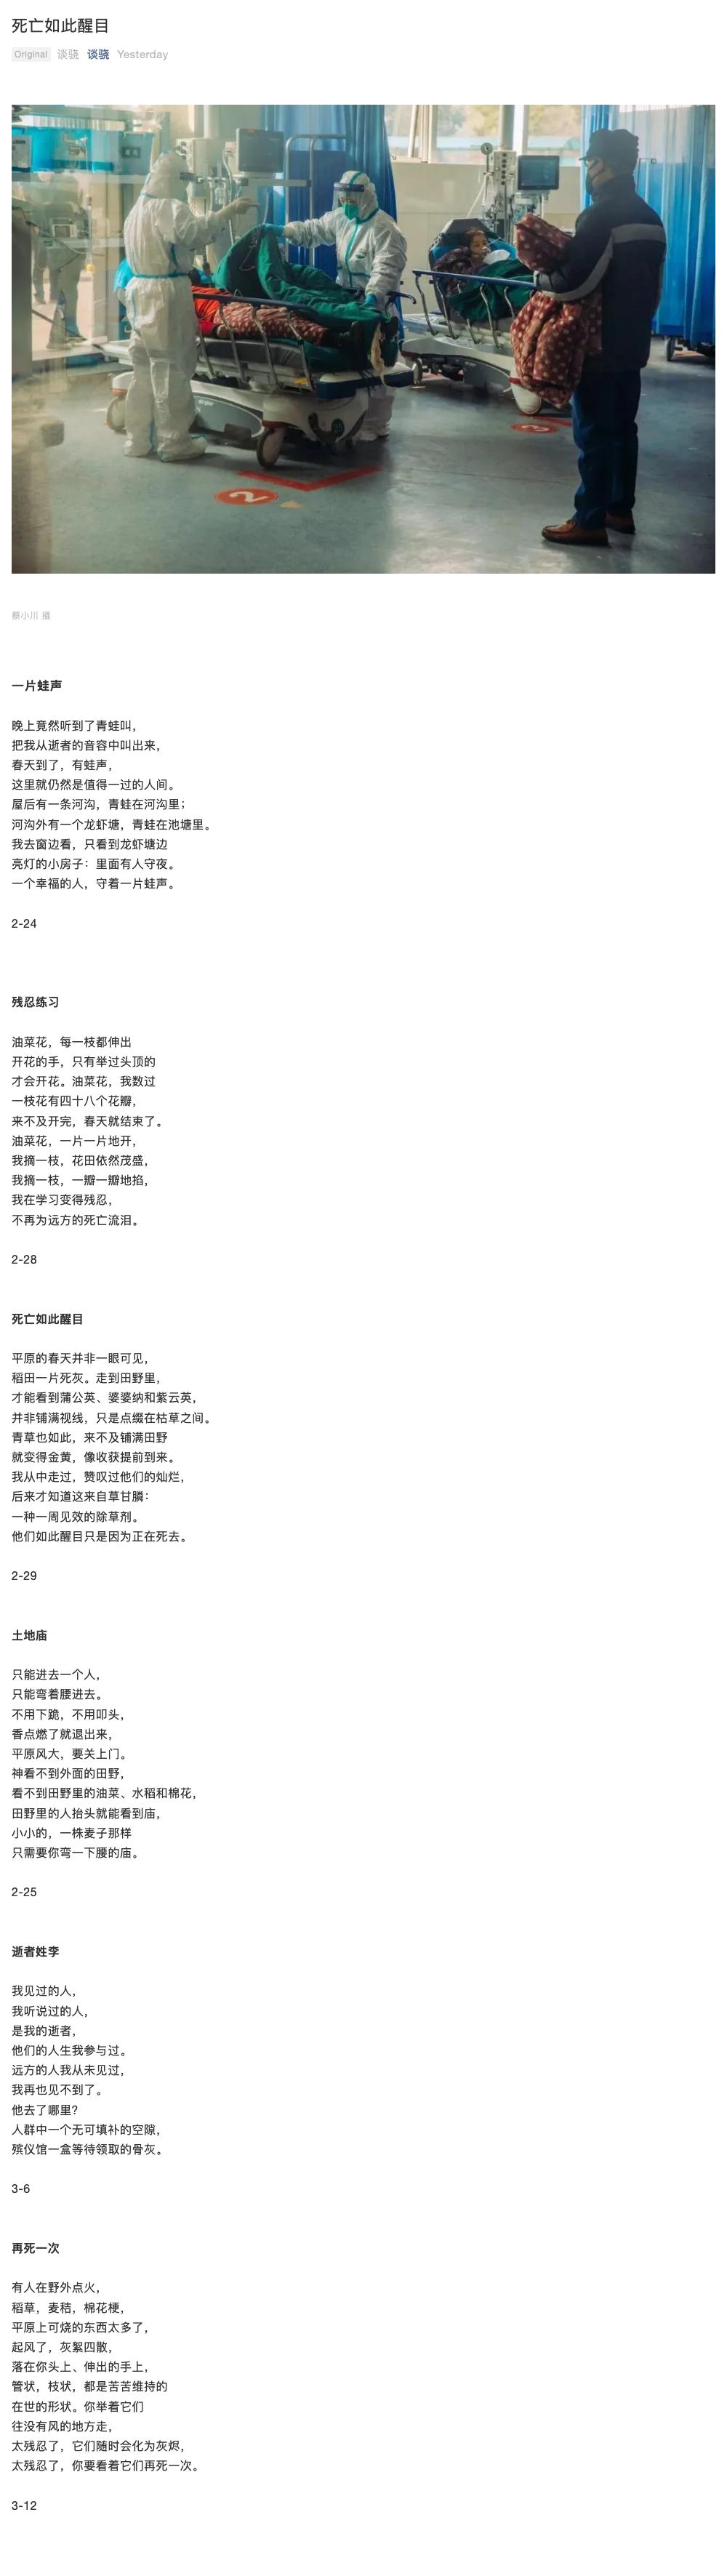 死亡如此醒目
Original 谈骁 谈骁 Yesterday
2
3
蔡小川 摄
一片蛙声
晚上竟然听到了青蛙叫，
把我从逝者的音容中叫出来，
春天到了，有蛙声，
这里就仍然是值得一过的人间。
屋后有一条河沟，青蛙在河沟里；
河沟外有一个龙虾塘，青蛙在池塘里。
我去窗边看，只看到龙虾塘边
亮灯的小房子：里面有人守夜。
一个幸福的人，守着一片蛙声。
2-24
残忍练习
油菜花，每一枝都伸出
开花的手，只有举过头顶的
才会开花。油菜花，我数过
一枝花有四十八个花瓣，
来不及开完，春天就结束了。
油菜花，一片一片地开，
我摘一枝，花田依然茂盛，
我摘一枝，一瓣一瓣地掐，
我在学习变得残忍，
不再为远方的死亡流泪。
2-28
死亡如此醒目
平原的春天并非一眼可见，
稻田一片死灰。走到田野里，
才能看到蒲公英、婆婆纳和紫云英，
并非铺满视线，只是点缀在枯草之间。
青草也如此，来不及铺满田野
就变得金黄，像收获提前到来。
我从中走过，赞叹过他们的灿烂，
后来才知道这来自草甘膦：
一种一周见效的除草剂。
他们如此醒目只是因为正在死去。
2-29
土地庙
只能进去一个人，
只能弯着腰进去。
不用下跪，不用叩头，
香点燃了就退出来，
平原风大，要关上门。
神看不到外面的田野，
看不到田野里的油菜、水稻和棉花，
田野里的人抬头就能看到庙，
小小的，一株麦子那样
只需要你弯一下腰的庙。
2-25
逝者姓李
我见过的人，
我听说过的人，
是我的逝者，
他们的人生我参与过。
远方的人我从未见过，
我再也见不到了。
他去了哪里？
人群中一个无可填补的空隙，
殡仪馆一盒等待领取的骨灰。
3-6
再死一次
有人在野外点火，
稻草，麦秸，棉花梗，
平原上可烧的东西太多了，
起风了，灰絮四散，
落在你头上、伸出的手上，
管状，枝状，都是苦苦维持的
在世的形状。你举着它们
往没有风的地方走，
太残忍了，它们随时会化为灰烬，
太残忍了，你要看着它们再死一次。
3-12